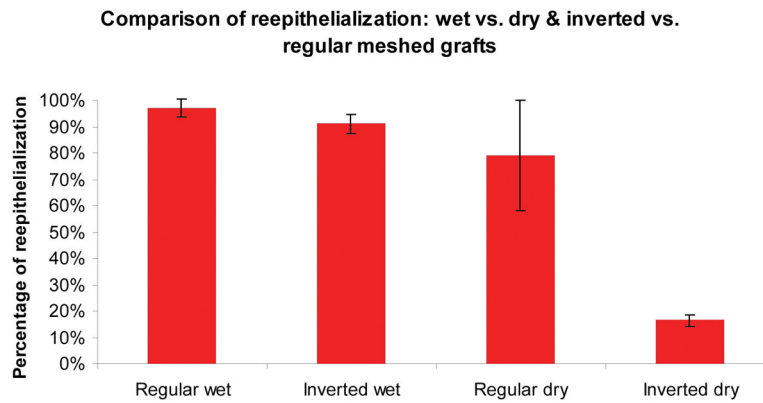 Comparison of reepithelialization: wet vs. dry & inverted vs.
regular meshed grafts
Percentage of reepithelialization
100%
90%
80%
70%
60%
50%
40%
30%
20%
10%
0%
Regular wet
Inverted wet
Regular dry
Inverted dry